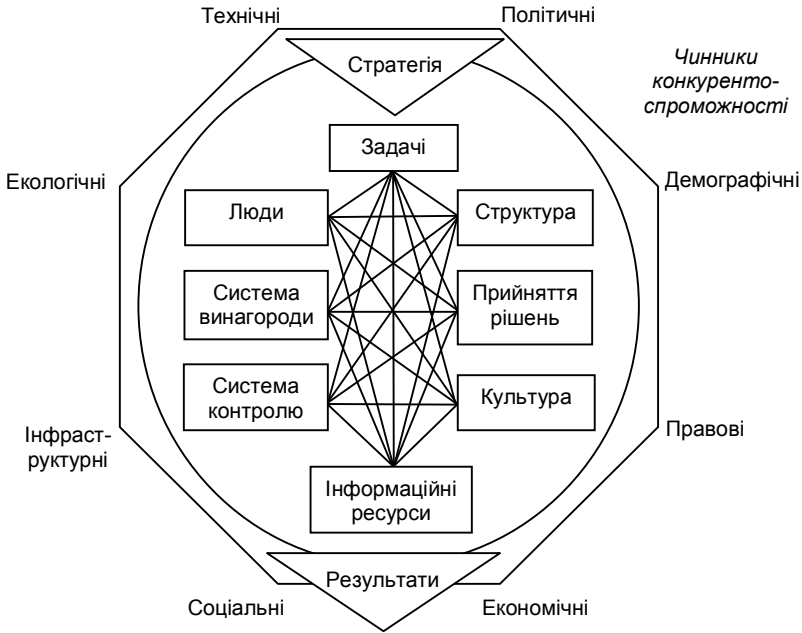 Технічні
Політичні
Стратегія
Чинники
конкуренто-
спроможності
Задачі
Екологічні
Демографічні
Люди
Структура
Система
винагороди
Прийняття
рішень
Система
контролю
Культура
Інфраст-
руктурні
Правові
Інформаційні
ресурси
Результати
Соціальні
Економічні